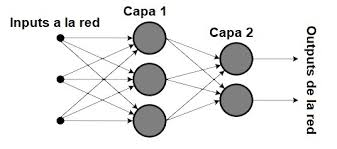 Inputs a la red
Capa 1
Capa 2
Outputs de la red